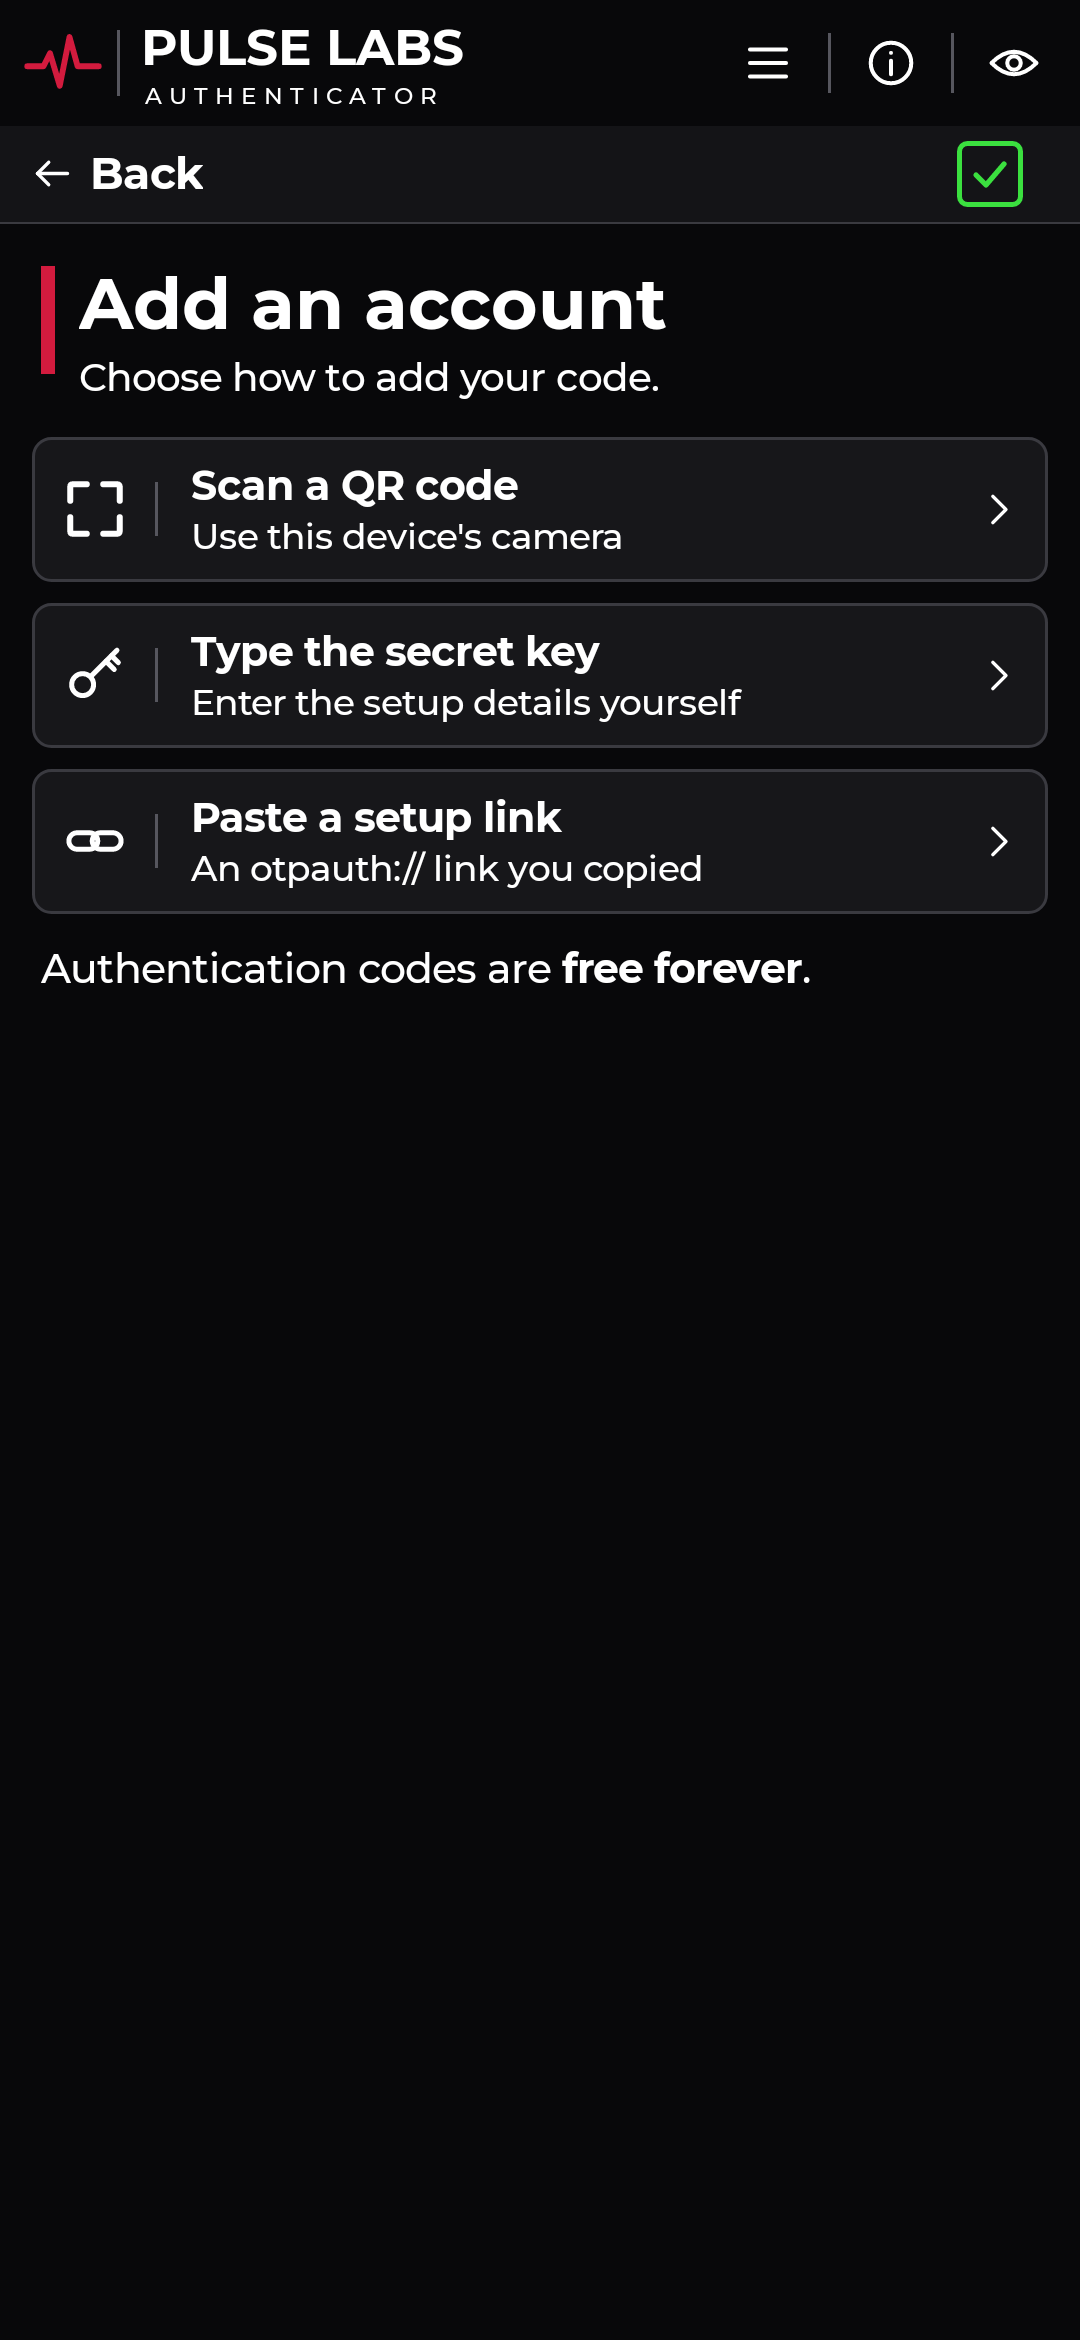 PULSE LABS
AUTHENTICATOR
Back
Add an account
Choose how to add your code.
Scan a QR code
Use this device's camera
Type the secret key
Enter the setup details yourself
Paste a setup link
An otpauth:// link you copied
Authentication codes are free forever.